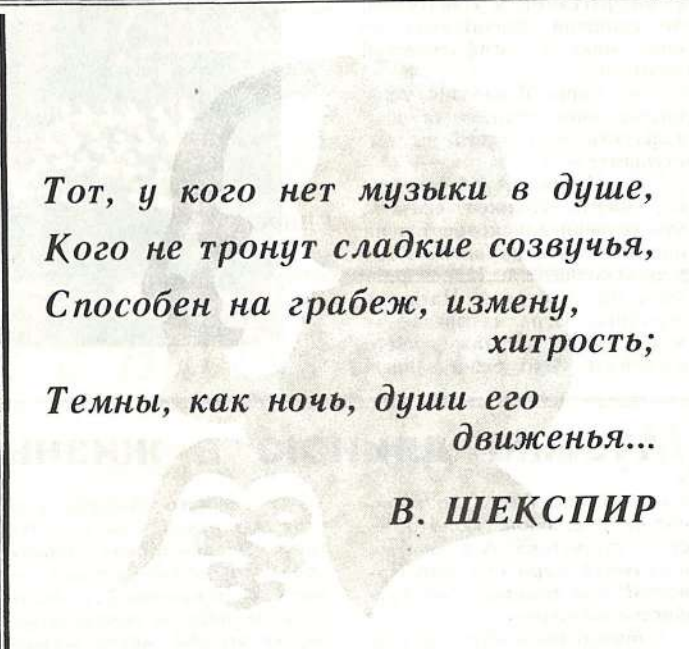 Тот, у кого нет музыки в душе,
Кого не тронут сладкие созвучья,
Способен на грабеж, измену,
хитрость;
Темны, как ночь, души его
движенья...
В. ШЕКСПИР